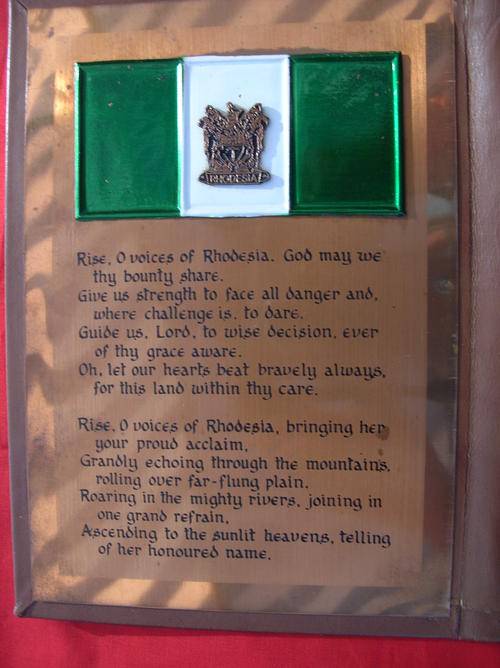 RHODESIA
Rise, O voices of Rhodesia. God may we
thy bounty share.
Give us strength to face all danger and,
where challenge is, to dare.
Guide us, Lord, to wise decision, ever
of thy grace aware.
Oh, let our hearts beat bravely always,
for this land within thy care.
Rise, O voices of Rhodesia, bringing her
your proud acclaim,
Grandly echoing through the mountains,
rolling over far-flung plain.
Roaring in the mighty rivers, joining in
one grand refrain,
Ascending to the sunlit heavens, telling
of her honoured name.